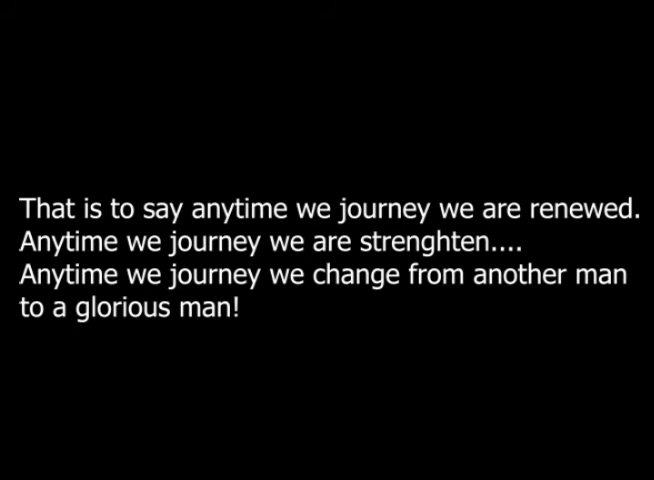 That is to say anytime we journey we are renewed.
Anytime we journey we are strenghten....
Anytime we journey we change from another man
to a glorious man!